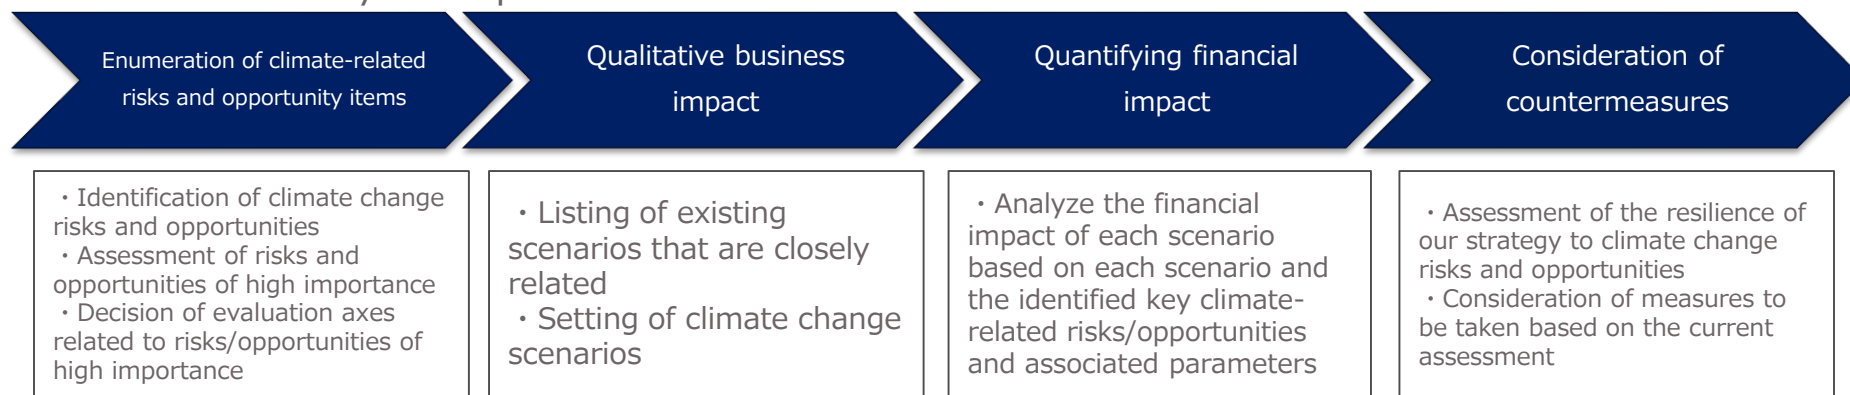 Enumeration of climate-related
risks and opportunity items
Qualitative business
impact
Quantifying financial
impact
Consideration of
countermeasures
・Identification of climate change
risks and opportunities
・Assessment of risks and
opportunities of high importance
・Decision of evaluation axes
related to risks/opportunities of
high importance
・Listing of existing
scenarios that are closely
related
・Setting of climate change
scenarios
・Analyze the financial
impact of each scenario
based on each scenario and
the identified key climate-
related risks/opportunities
and associated parameters
・Assessment of the resilience of
our strategy to climate change
risks and opportunities
・Consideration of measures to
be taken based on the current
assessment